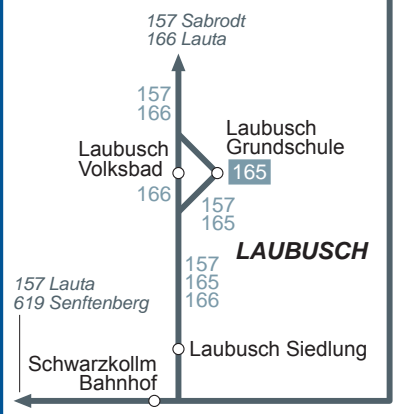 157 Sabrodt
166 Lauta
157
166
Laubusch
Grundschule
165
Laubusch
Volksbad
166
157
165
LAUBUSCH
157
165
166
157 Lauta
619 Senftenberg
Laubusch Siedlung
Schwarzkollm
Bahnhof